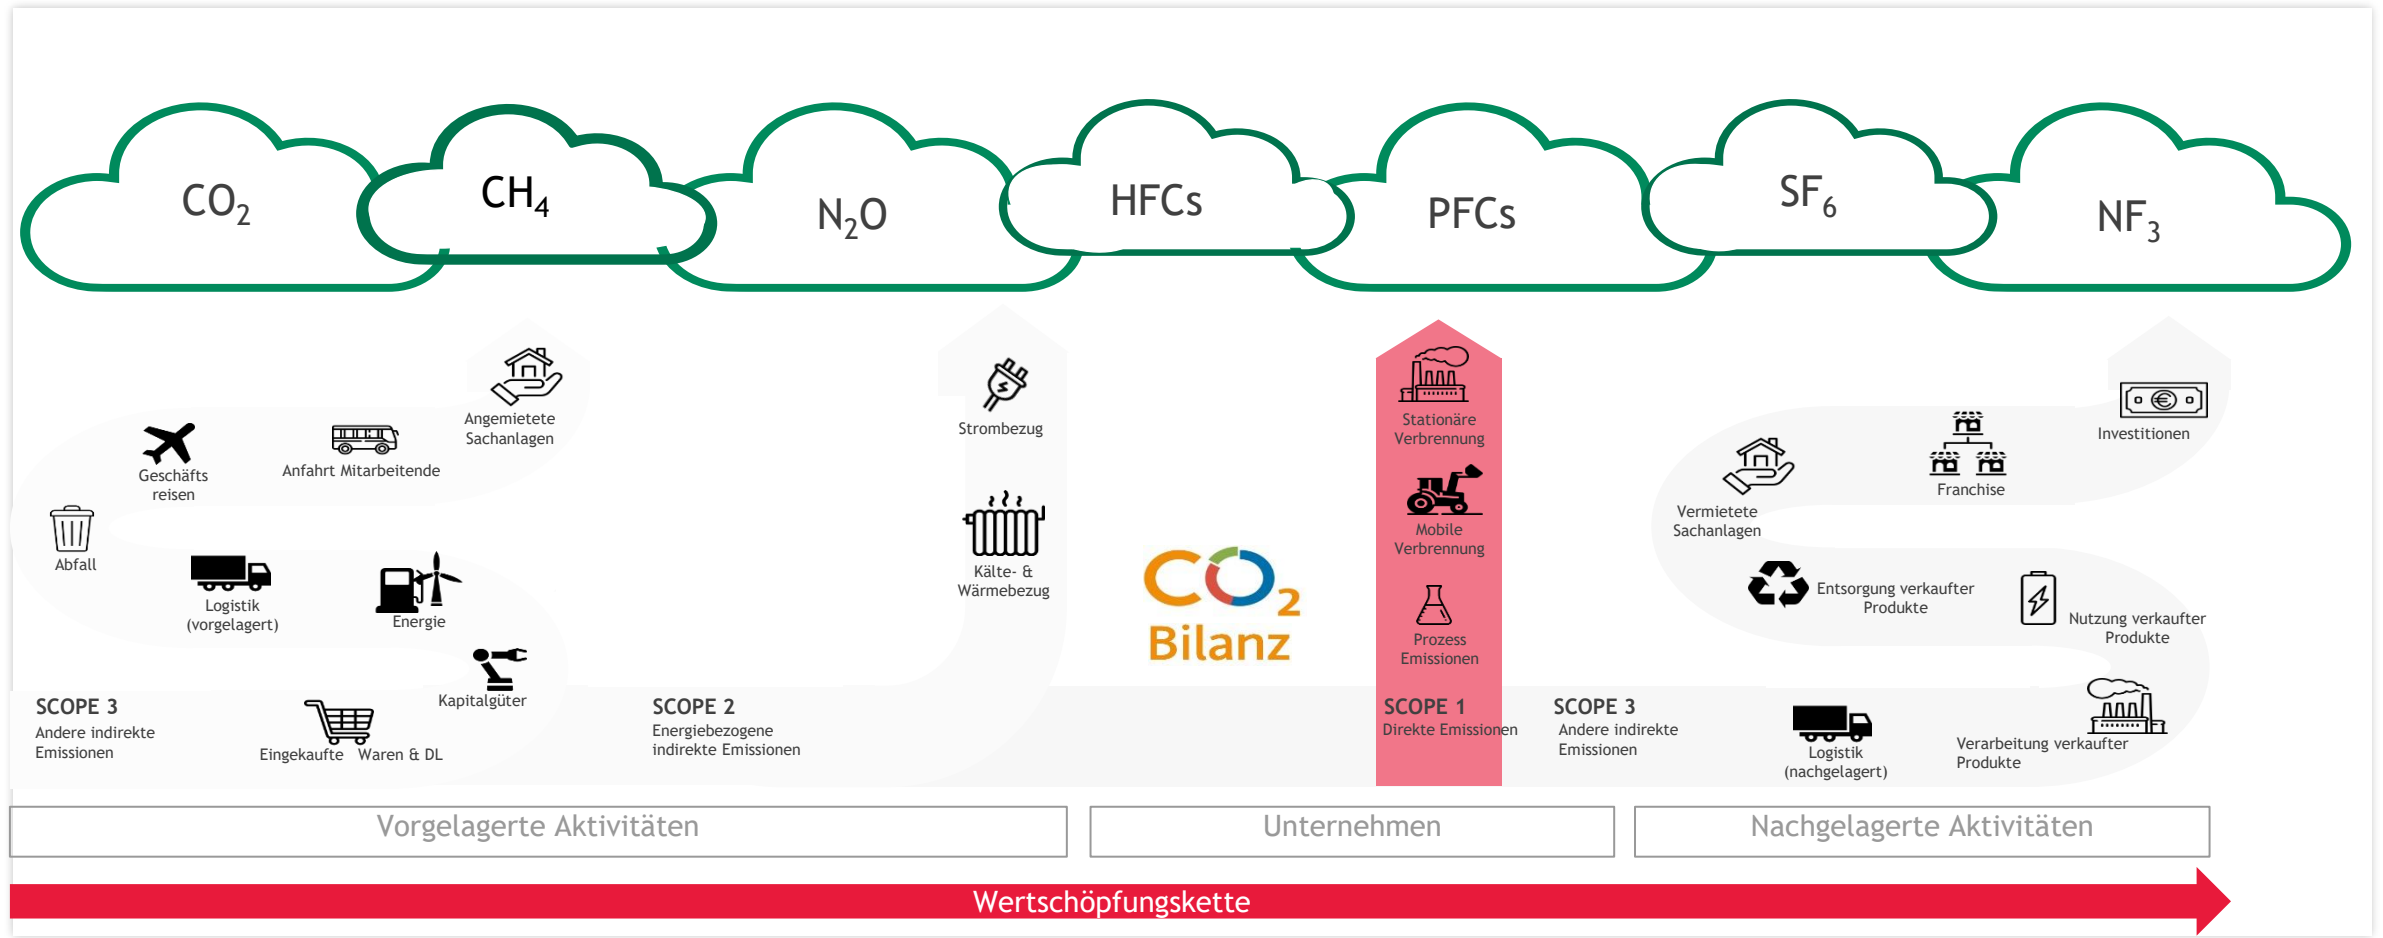 CO₂
CH₄
N₂O
HFCs
PFCs
SF₆
NF₃
Angemietete
Sachanlagen
Geschäfts
reisen
Anfahrt Mitarbeitende
Abfall
Logistik
(vorgelagert)
Energie
Kapitalgüter
SCOPE 3
Andere indirekte
Emissionen
Eingekaufte Waren & DL
SCOPE 2
Energiebezogene
indirekte Emissionen
Strombezug
Kälte- &
Wärmebezug
CO₂
Bilanz
Stationäre
Verbrennung
Mobile
Verbrennung
Prozess
Emissionen
SCOPE 1
Direkte Emissionen
SCOPE 3
Andere indirekte
Emissionen
Investitionen
Franchise
Vermietete
Sachanlagen
Entsorgung verkaufter
Produkte
Nutzung verkaufter
Produkte
Logistik
(nachgelagert)
Verarbeitung verkaufter
Produkte
Vorgelagerte Aktivitäten
Unternehmen
Nachgelagerte Aktivitäten
Wertschöpfungskette